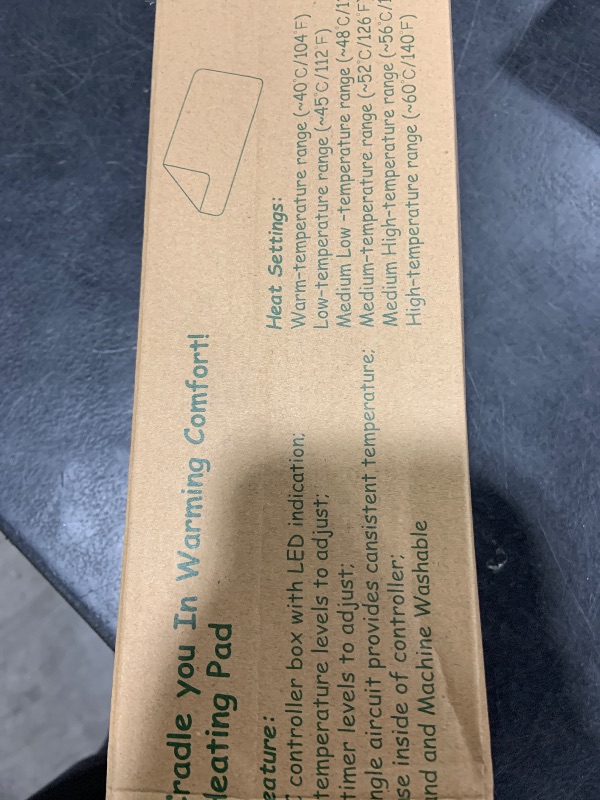 radle you In Warming Comfort!
Heating Pad
eature:
controller box with LED indication;
temperature levels to adjust;
timer levels to adjust;
ngle aircuit provides cansistent temperature;
se inside of controller;
nd and Machine Washable
Heat Settings:
Warm-temperature range (~40°C/104°F)
Low-temperature range (~45°C/112°F)
Medium Low -temperature range (~48°C/1
Medium-temperature range (~52°C/126°F
Medium High-temperature range (~56°C/1
High-temperature range (~60°C/140°F)